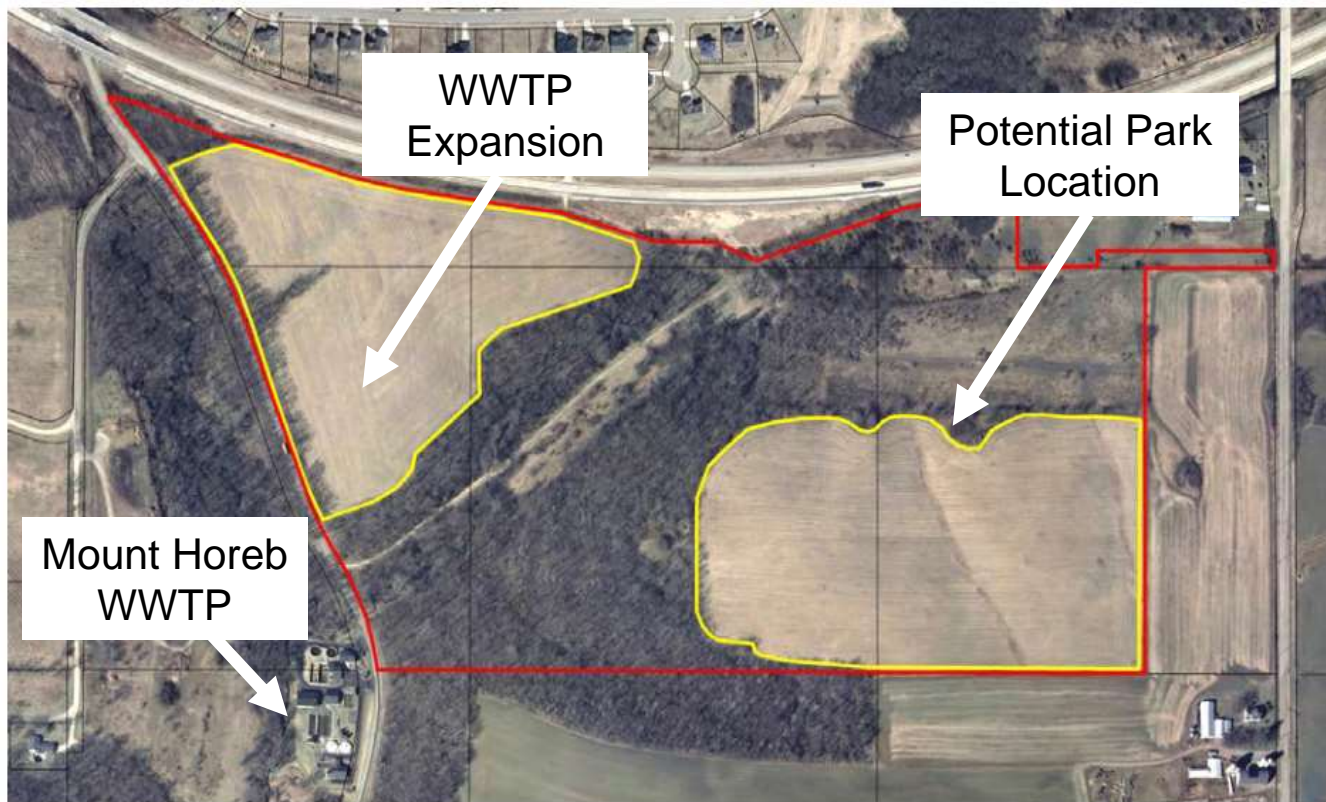 WWTP
Expansion
Potential Park
Location
Mount Horeb
WWTP